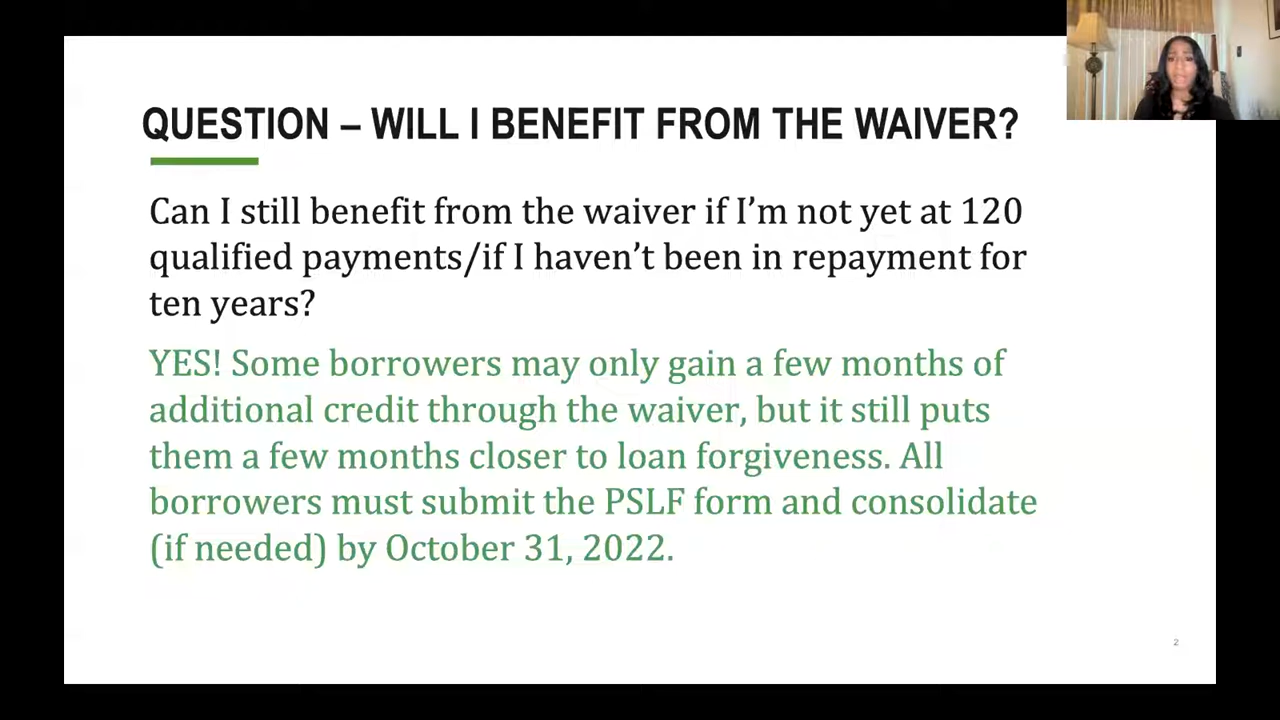 QUESTION – WILL I BENEFIT FROM THE WAIVER?
Can I still benefit from the waiver if I’m not yet at 120
qualified payments/if I haven’t been in repayment for
ten years?
YES! Some borrowers may only gain a few months of
additional credit through the waiver, but it still puts
them a few months closer to loan forgiveness. All
borrowers must submit the PSLF form and consolidate
(if needed) by October 31, 2022.
2